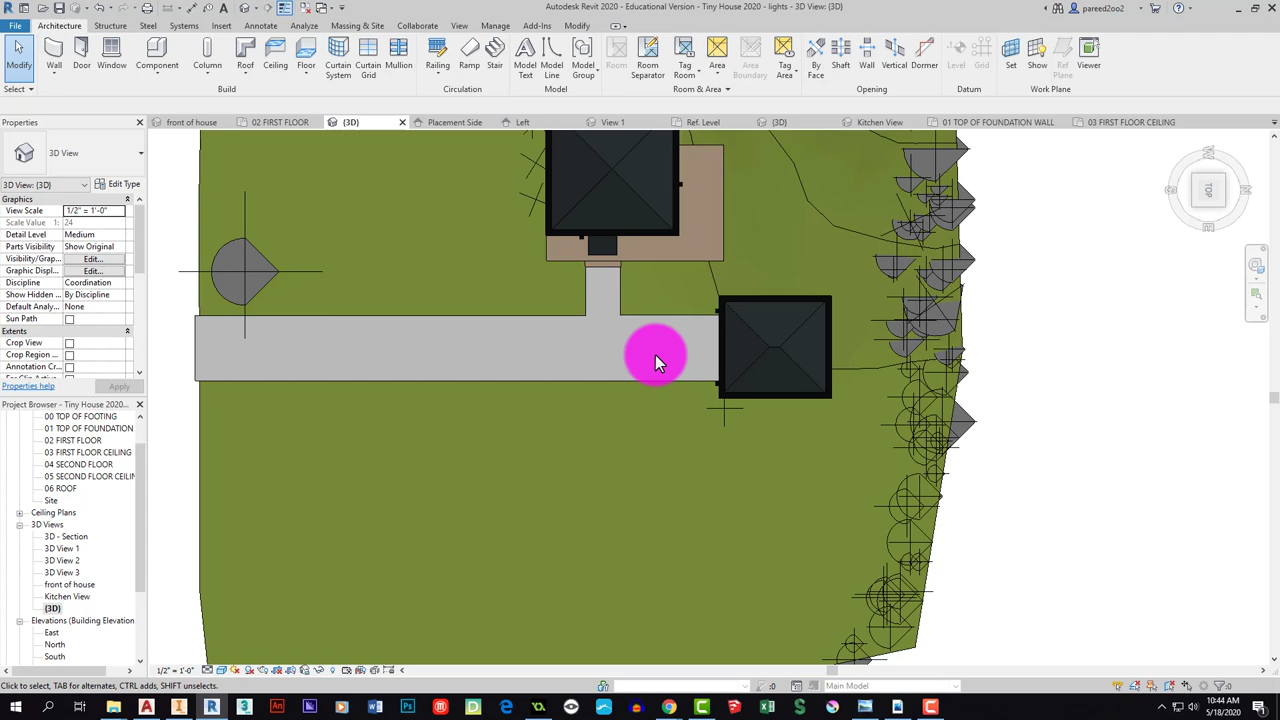 Autodesk Revit 2020 - Educational Version - Tiny House 2020 - lights - 3D View: {3D}
pareed2oo2
File Architecture Structure Steel Systems Insert Annotate Analyze Massing & Site Collaborate View Manage Add-Ins Modify
Modify Wall Door Window Component Column Roof Ceiling Floor Curtain System Curtain Grid Mullion Railing Ramp Stair Model Text Model Line Model Group Room Room Separator Tag Room Area Area Boundary Tag Area By Face Shaft Wall Vertical Dormer Level Grid Set Show Ref Plane Viewer
Select Build Circulation Model Room & Area Opening Datum Work Plane
Properties
front of house 02 FIRST FLOOR {3D} Placement Side Left View 1 Ref. Level {3D} Kitchen View 01 TOP OF FOUNDATION WALL 03 FIRST FLOOR CEILING
3D View
3D View: {3D} Edit Type
Graphics
View Scale 1/2" = 1'-0"
Scale Value 1: 24
Detail Level Medium
Parts Visibility Show Original
Visibility/Grap... Edit...
Graphic Displ... Edit...
Discipline Coordination
Show Hidden By Discipline
Default Analy... None
Sun Path
Extents
Crop View
Crop Region ...
Annotation Cr...
Properties help Apply
Project Browser - Tiny House 2020 - ...
00 TOP OF FOOTING
01 TOP OF FOUNDATION
02 FIRST FLOOR
03 FIRST FLOOR CEILING
04 SECOND FLOOR
05 SECOND FLOOR CEILIN
06 ROOF
Site
Ceiling Plans
3D Views
3D - Section
3D View 1
3D View 2
3D View 3
front of house
Kitchen View
{3D}
Elevations (Building Elevation
East
North
South
TOP
W
N
E
S
1/2" = 1'-0"
Click to select, TAB for alternates, CTRL adds, SHIFT unselects.
:0 Main Model :0
10:44 AM
5/18/2020